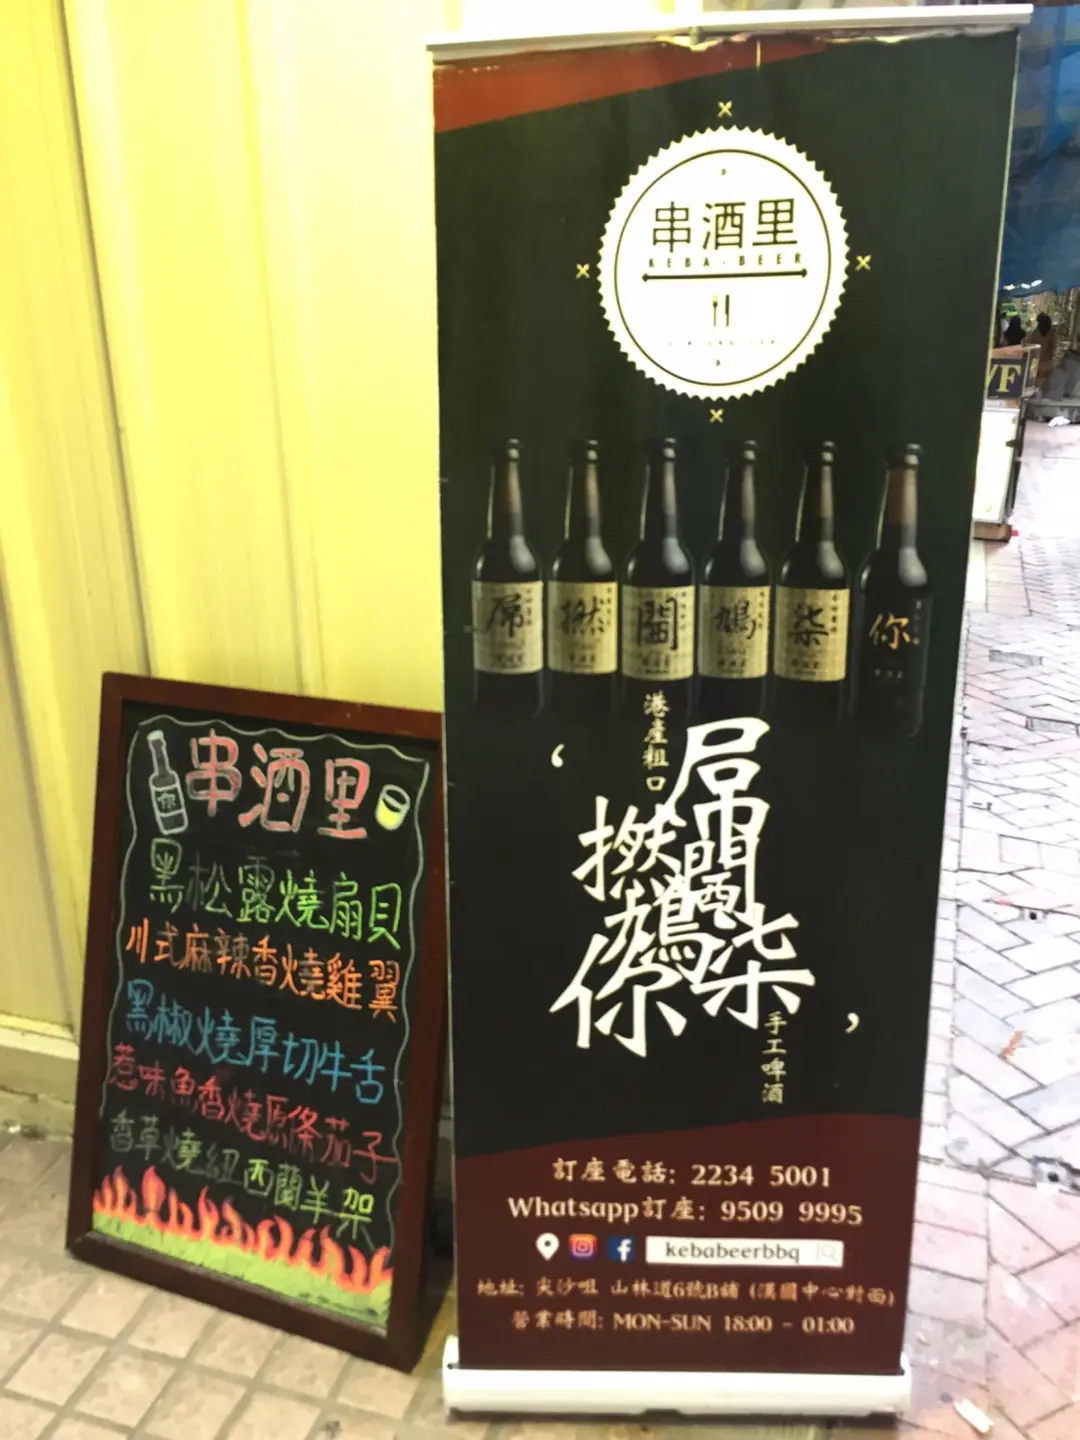 串酒里
KEBA-BEER
屌
撚
閪
鳩
柒
你
港產粗口
屌
撚閪
鳩柒
你
手工啤酒
訂座電話: 2234 5001
Whatsapp訂座: 9509 9995
kebabeerbbq
地址: 尖沙咀 山林道6號B舖 (漢國中心對面)
營業時間: MON-SUN 18:00 - 01:00
你
串酒里
黑松露燒扇貝
川式麻辣香燒雞翼
黑椒燒厚切牛舌
惹味魚香燒原條茄子
香草燒紐西蘭羊架